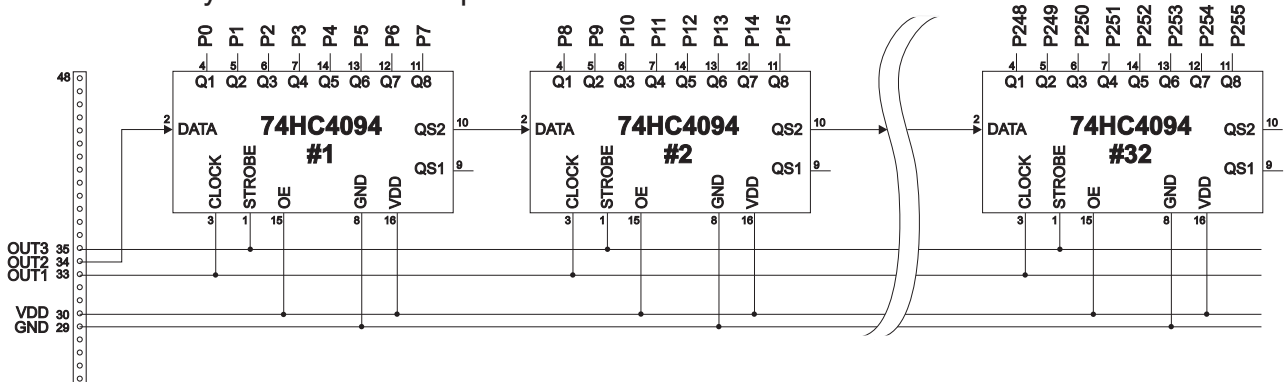 P0 P1 P2 P3 P4 P5 P6 P7 P8 P9 P10 P11 P12 P13 P14 P15 P248 P249 P250 P251 P252 P253 P254 P255
4 5 6 7 14 13 12 11 4 5 6 7 14 13 12 11 4 5 6 7 14 13 12 11
48 Q1 Q2 Q3 Q4 Q5 Q6 Q7 Q8 Q1 Q2 Q3 Q4 Q5 Q6 Q7 Q8 Q1 Q2 Q3 Q4 Q5 Q6 Q7 Q8
2 DATA 74HC4094 QS2 10 2 DATA 74HC4094 QS2 10 2 DATA 74HC4094 QS2 10
#1 #2 #32
QS1 9 QS1 9 QS1 9
CLOCK STROBE OE GND VDD CLOCK STROBE OE GND VDD CLOCK STROBE OE GND VDD
3 1 15 8 16 3 1 15 8 16 3 1 15 8 16
OUT3 35
OUT2 34
OUT1 33
VDD 30
GND 29